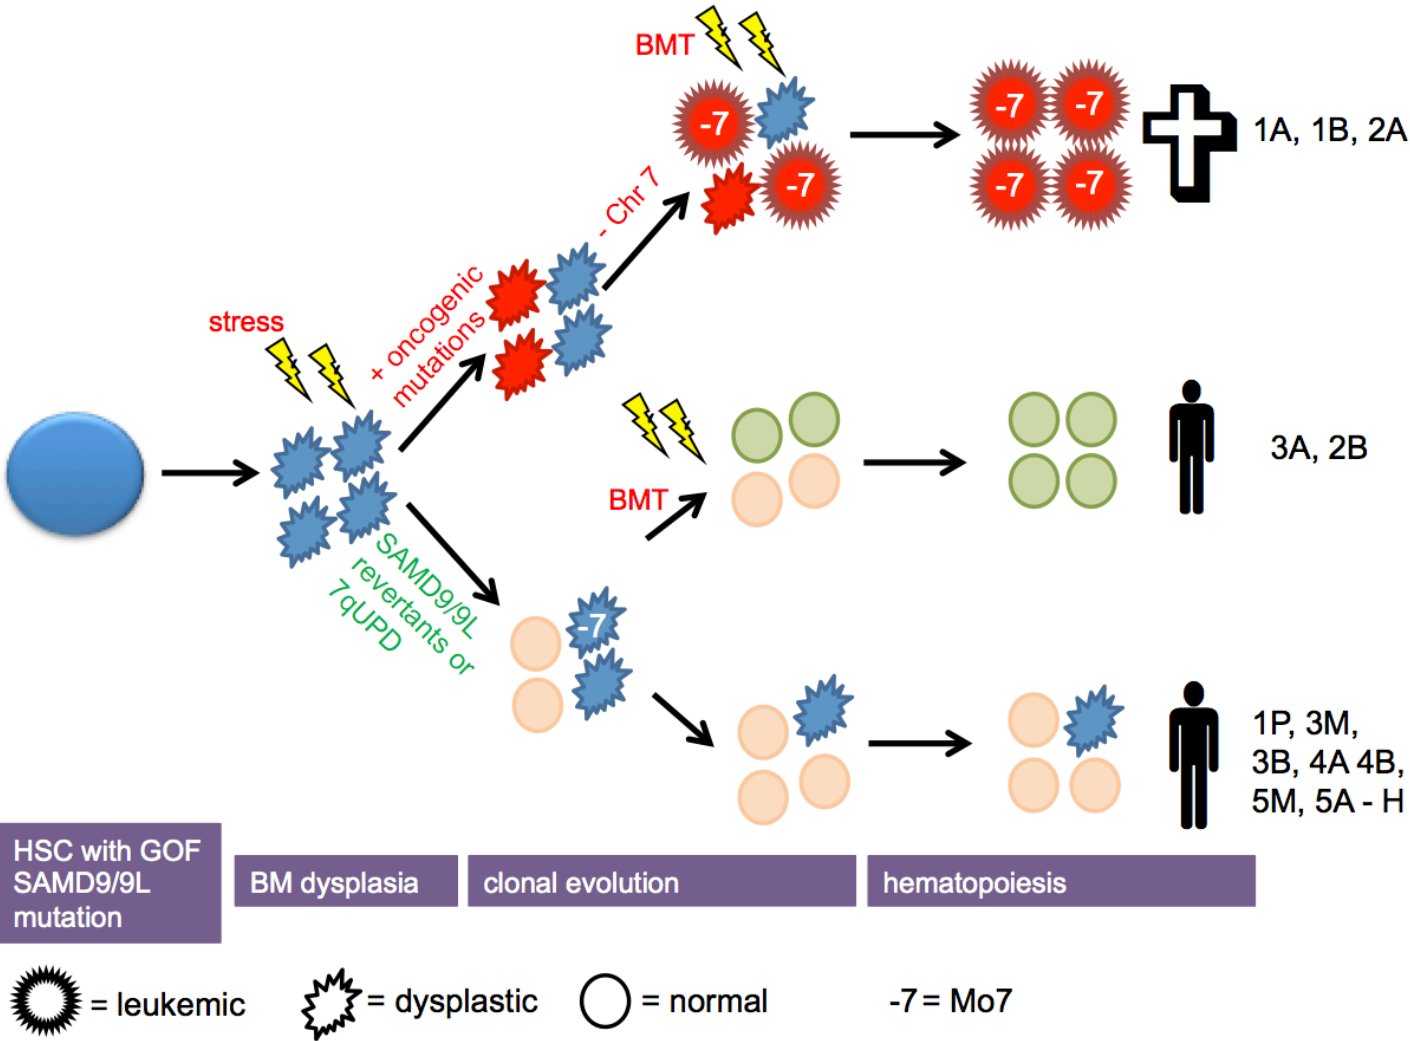 BMT
-7
-7
-7
-7
-7
-7
1A, 1B, 2A
- Chr 7
+ oncogenic
mutations
stress
BMT
3A, 2B
SAMD9/9L
revertants or
7qUPD
-7
1P, 3M,
3B, 4A 4B,
5M, 5A - H
HSC with GOF
SAMD9/9L
mutation
BM dysplasia
clonal evolution
hematopoiesis
= leukemic
= dysplastic
= normal
-7 = Mo7